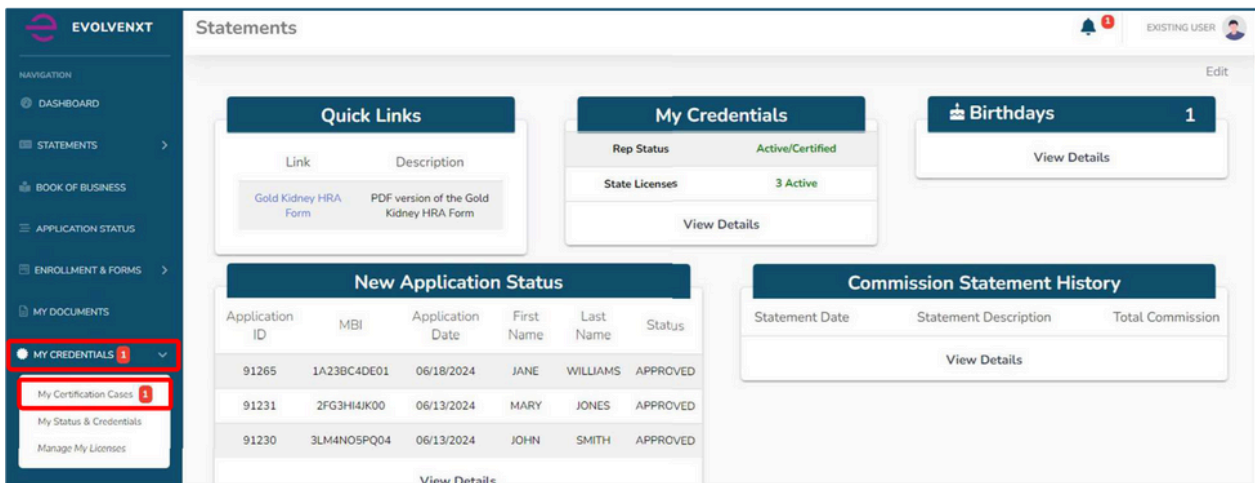 EVOLVENXT
Statements
1
EXISTING USER
Edit
NAVIGATION
DASHBOARD
STATEMENTS >
BOOK OF BUSINESS
APPLICATION STATUS
ENROLLMENT & FORMS >
MY DOCUMENTS
MY CREDENTIALS 1
My Certification Cases 1
My Status & Credentials
Manage My Licenses
Quick Links
Link Description
Gold Kidney HRA PDF version of the Gold
Form Kidney HRA Form
My Credentials
Rep Status Active/Certified
State Licenses 3 Active
View Details
Birthdays 1
View Details
New Application Status
Application MBI Application First Last Status
ID Date Name Name
91265 1A23BC4DE01 06/18/2024 JANE WILLIAMS APPROVED
91231 2FG3HI4JK00 06/13/2024 MARY JONES APPROVED
91230 3LM4NO5PQ04 06/13/2024 JOHN SMITH APPROVED
View Details
Commission Statement History
Statement Date Statement Description Total Commission
View Details